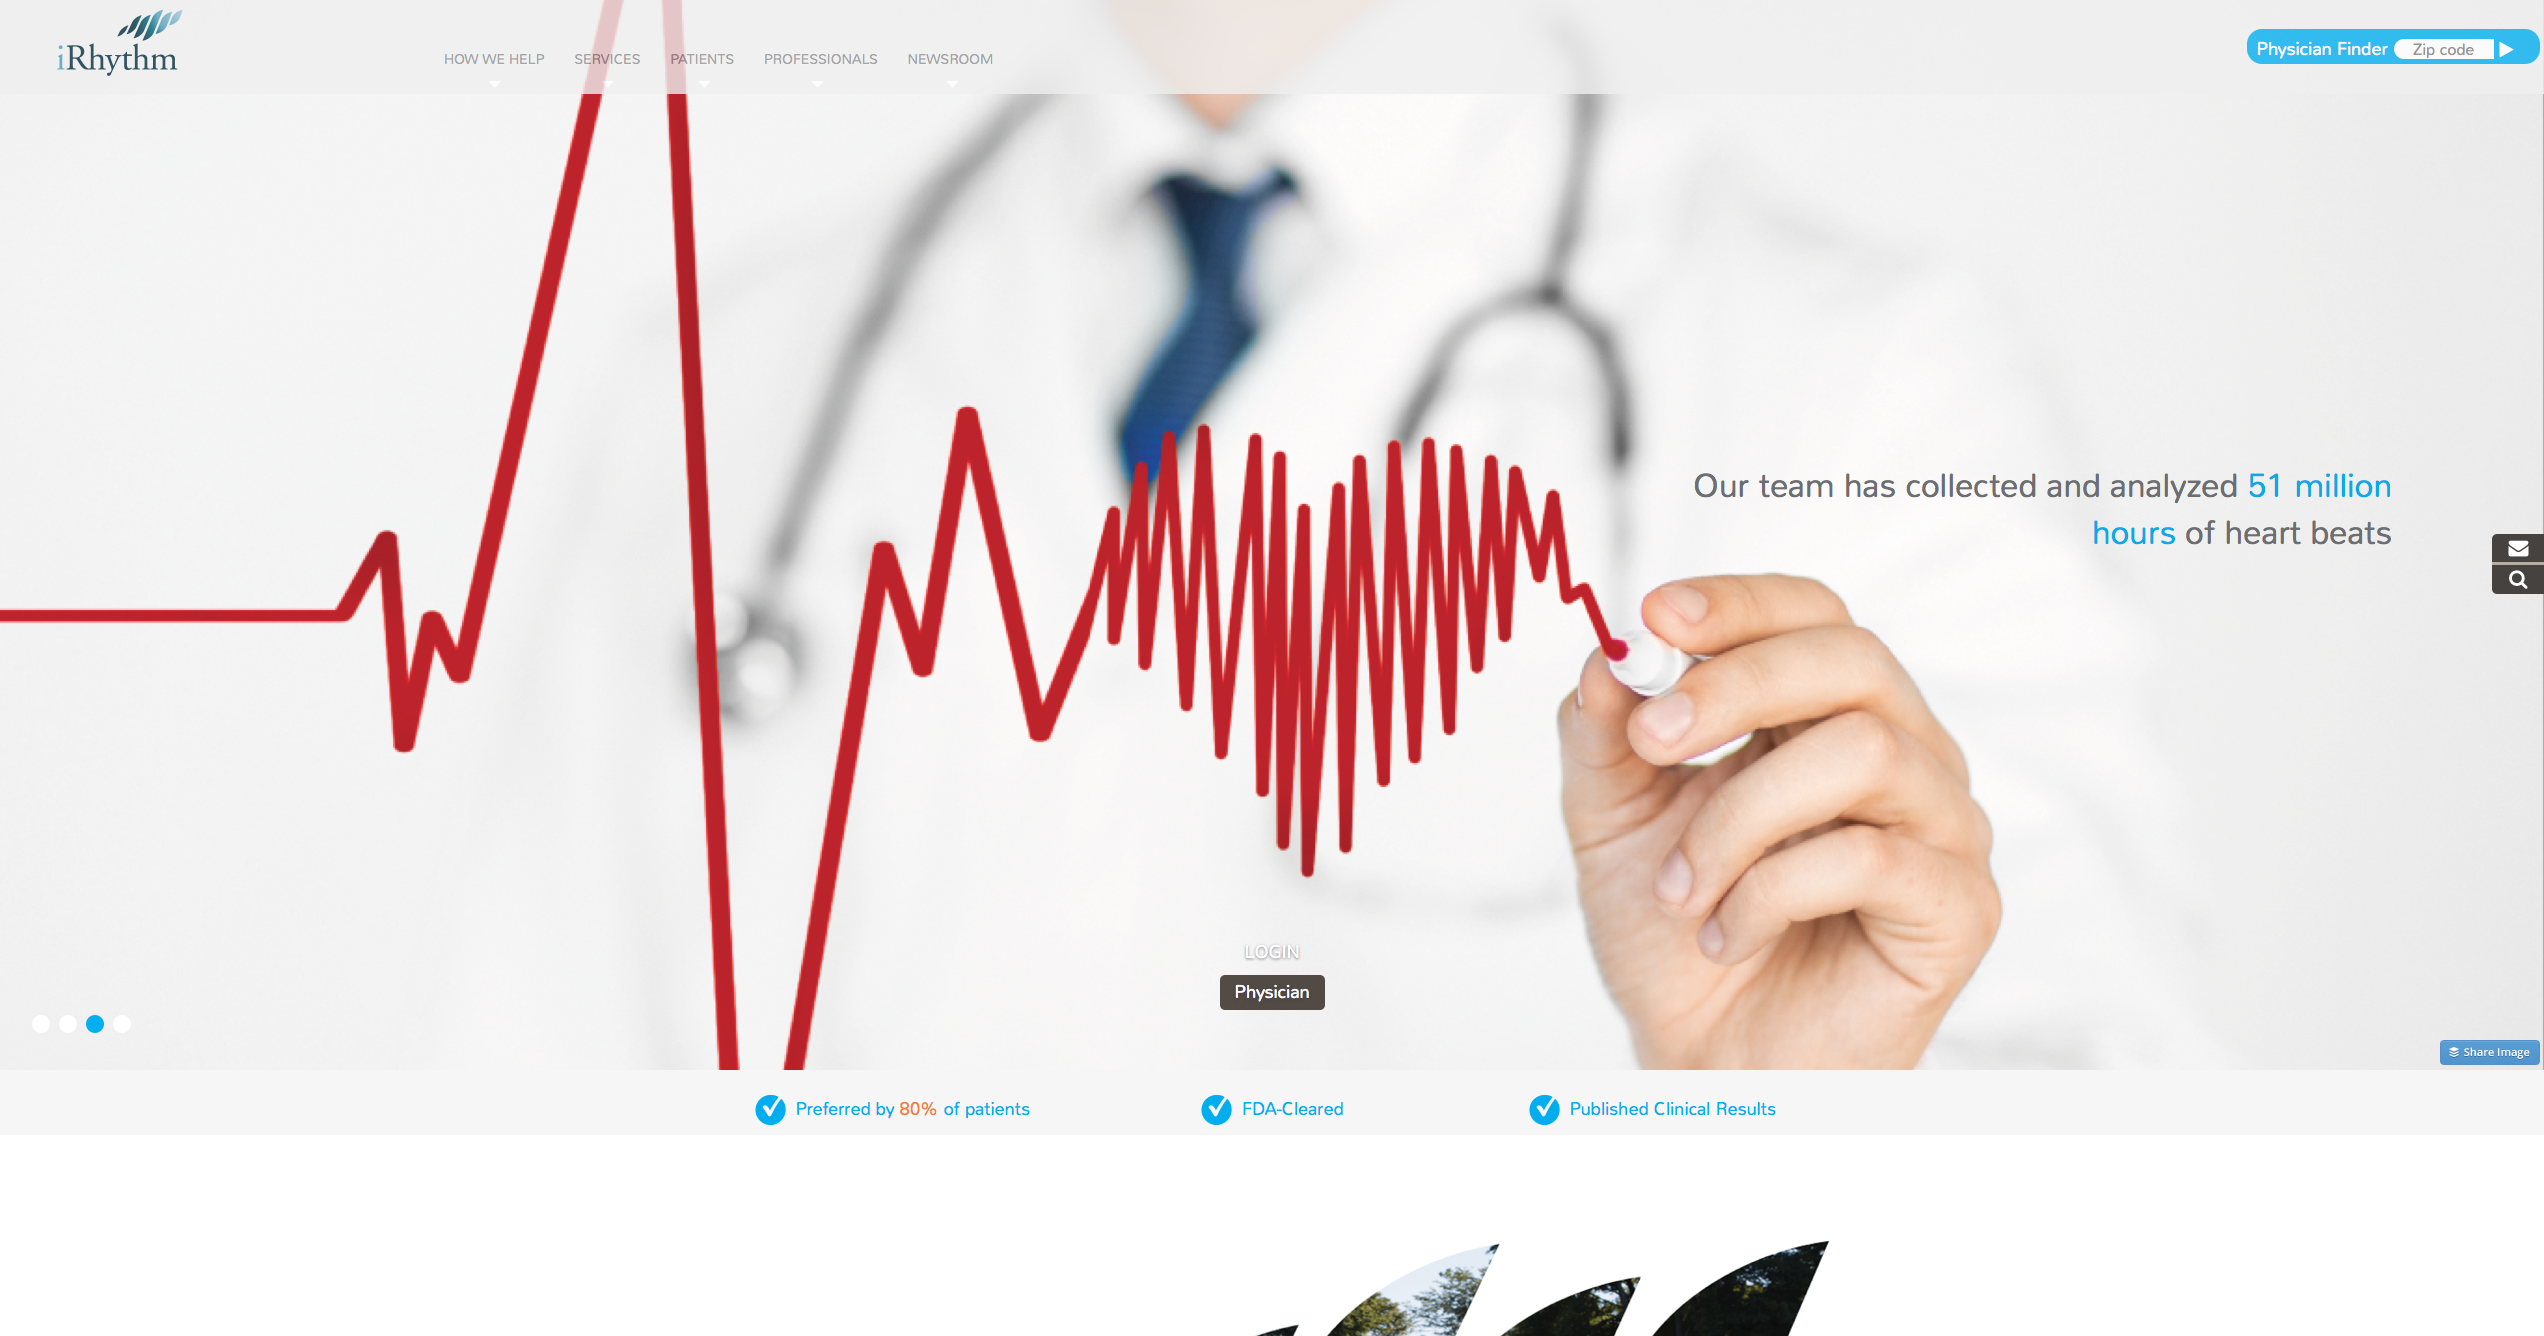 iRhythm
HOW WE HELP
SERVICES
PATIENTS
PROFESSIONALS
NEWSROOM
Physician Finder
Zip code
Our team has collected and analyzed 51 million
hours of heart beats
LOGIN
Physician
Share Image
Preferred by 80% of patients
FDA-Cleared
Published Clinical Results